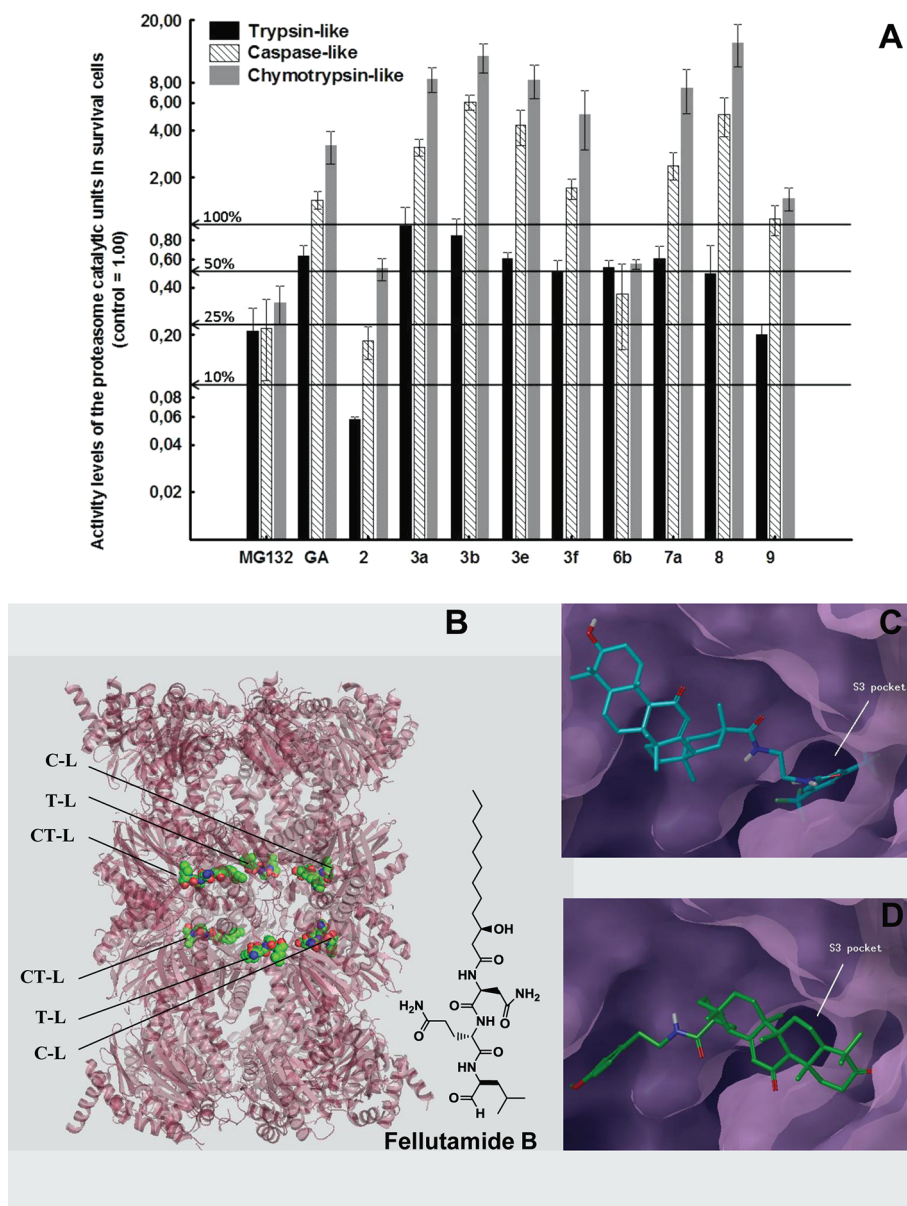 A
Trypsin-like
Caspase-like
Chymotrypsin-like
Activity levels of the proteasome catalytic units in survival cells
(control = 1.00)
20,00
8,00
6,00
4,00
2,00
0,80
0,60
0,40
0,20
0,08
0,06
0,04
0,02
100%
50%
25%
10%
MG132 GA 2 3a 3b 3e 3f 6b 7a 8 9
B
C-L
T-L
CT-L
CT-L
T-L
C-L
OH
O
HN
NH₂
O
O
H₂N
NH
O
O
HN
O
H
Fellutamide B
C
S3 pocket
D
S3 pocket